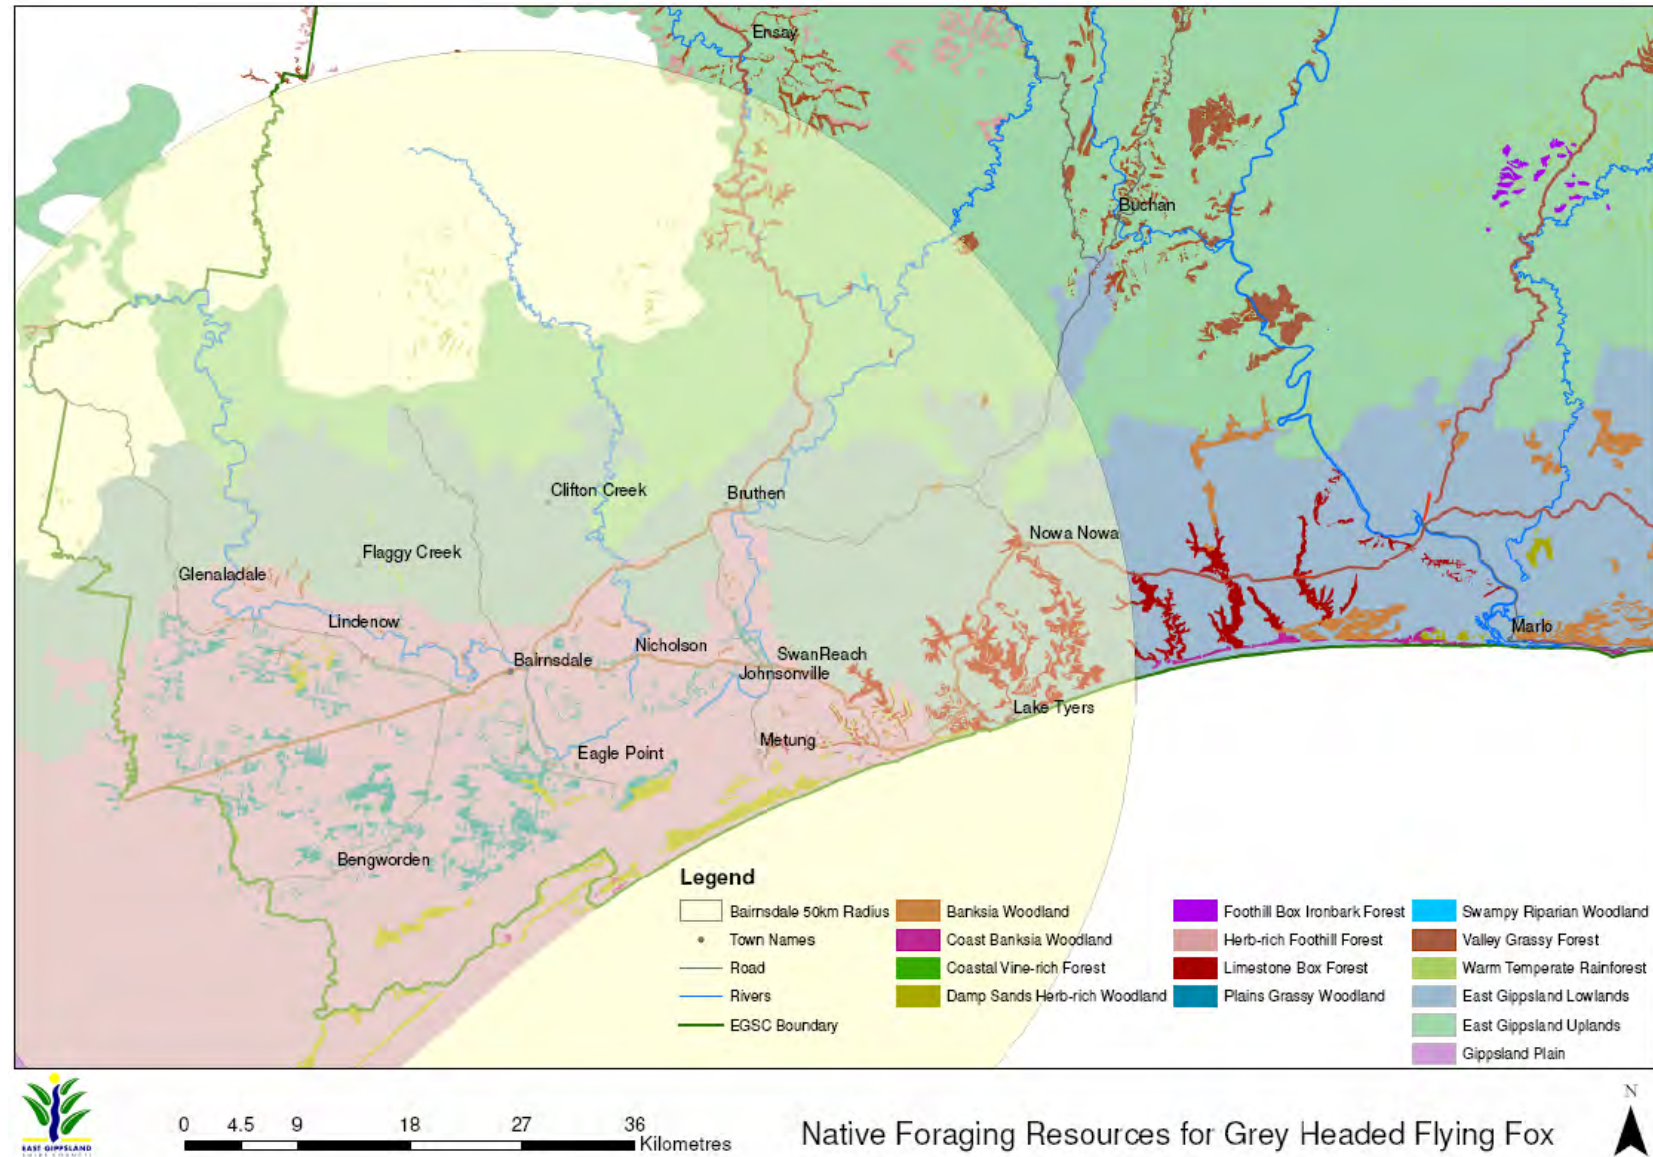 Ensay
Buchan
Clifton Creek
Bruthen
Nowa Nowa
Flaggy Creek
Glenaladale
Lindenow
Marlo
Nicholson
SwanReach
Bairnsdale
Johnsonville
Lake Tyers
Metung
Eagle Point
Bengworden
Legend
Bairnsdale 50km Radius
Town Names
Road
Rivers
EGSC Boundary
Banksia Woodland
Coast Banksia Woodland
Coastal Vine-rich Forest
Damp Sands Herb-rich Woodland
Foothill Box Ironbark Forest
Herb-rich Foothill Forest
Limestone Box Forest
Plains Grassy Woodland
Swampy Riparian Woodland
Valley Grassy Forest
Warm Temperate Rainforest
East Gippsland Lowlands
East Gippsland Uplands
Gippsland Plain
EAST GIPPSLAND
SHIRE COUNCIL
0 4.5 9 18 27 36
Kilometres
Native Foraging Resources for Grey Headed Flying Fox
N